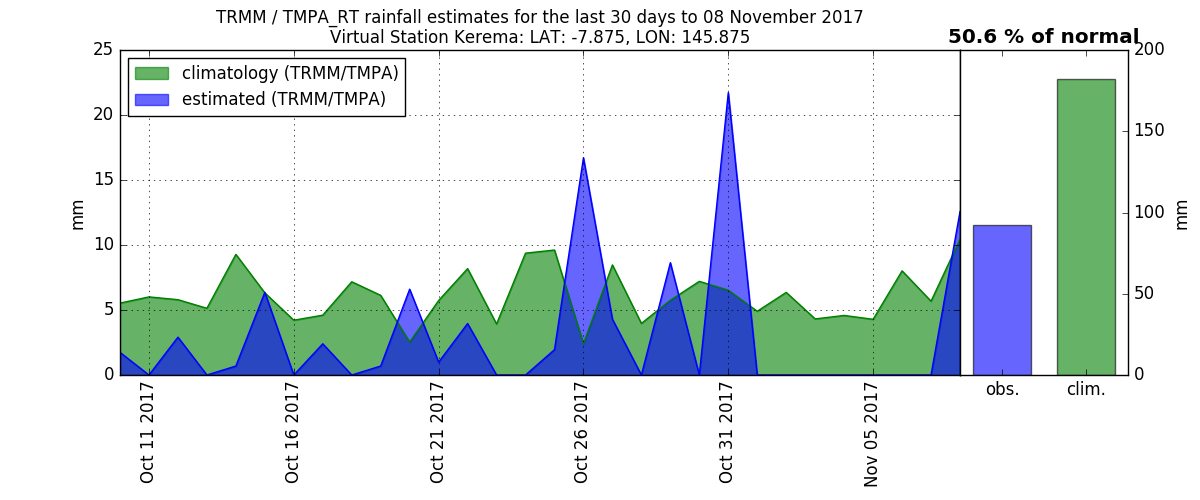 TRMM / TMPA_RT rainfall estimates for the last 30 days to 08 November 2017
Virtual Station Kerema: LAT: -7.875, LON: 145.875
50.6 % of normal
climatology (TRMM/TMPA)
estimated (TRMM/TMPA)
25
20
15
10
5
0
mm
200
150
100
50
0
mm
Oct 11 2017
Oct 16 2017
Oct 21 2017
Oct 26 2017
Oct 31 2017
Nov 05 2017
obs.
clim.